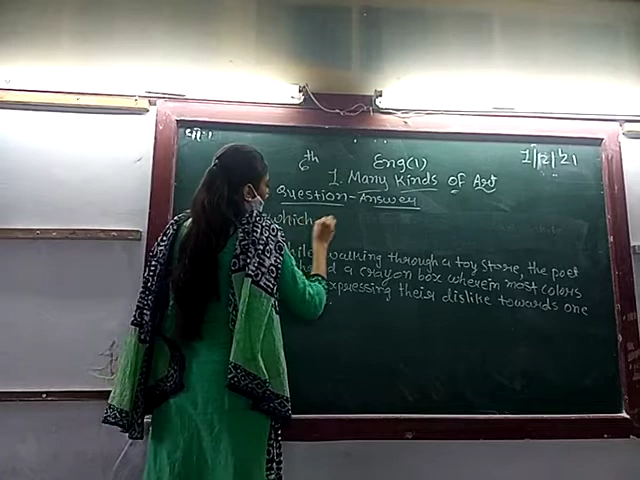 6th Eng(1) 1/12/21
1. Many Kinds of Art
Question-Answer
which
walking through a toy store, the poet
a crayon box wherein most colors
expressing their dislike towards one